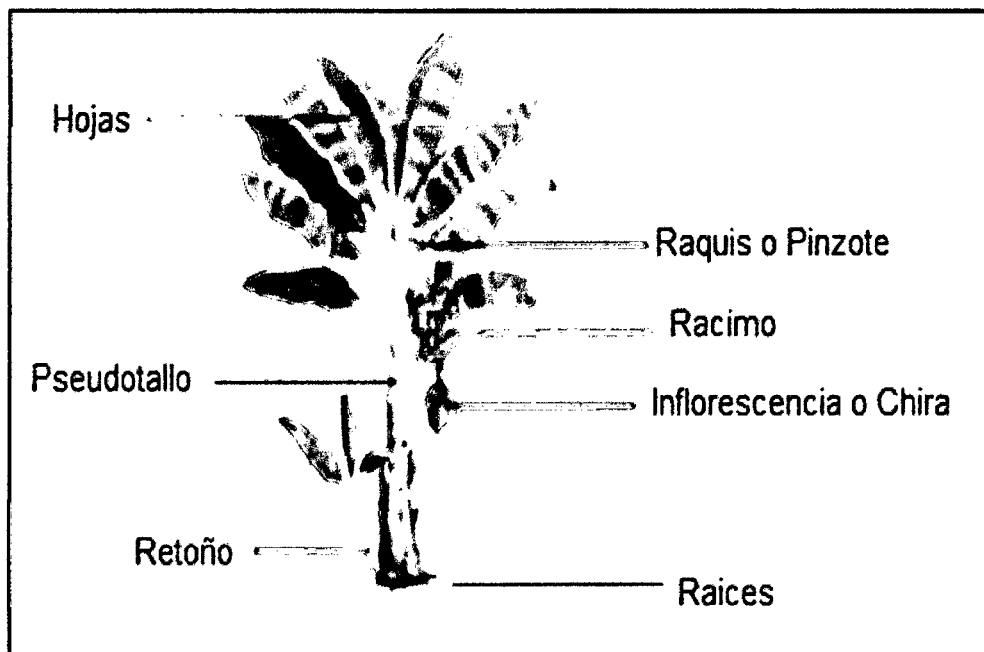 Hojas
Raquis o Pinzote
Racimo
Pseudotallo
Inflorescencia o Chira
Retoño
Raices